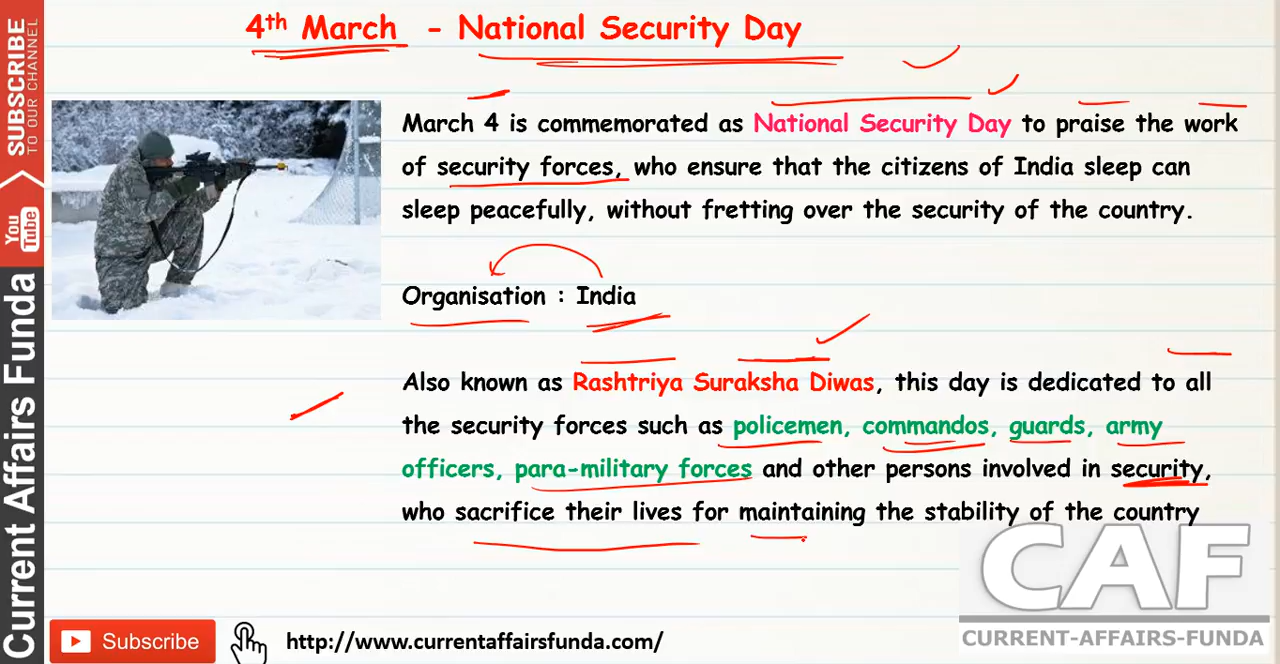 4th March - National Security Day
SUBSCRIBE
TO OUR CHANNEL
You
Tube
Current Affairs Funda
March 4 is commemorated as National Security Day to praise the work
of security forces, who ensure that the citizens of India sleep can
sleep peacefully, without fretting over the security of the country.
Organisation : India
Also known as Rashtriya Suraksha Diwas, this day is dedicated to all
the security forces such as policemen, commandos, guards, army
officers, para-military forces and other persons involved in security,
who sacrifice their lives for maintaining the stability of the country
CAF
CURRENT-AFFAIRS-FUNDA
Subscribe
http://www.currentaffairsfunda.com/